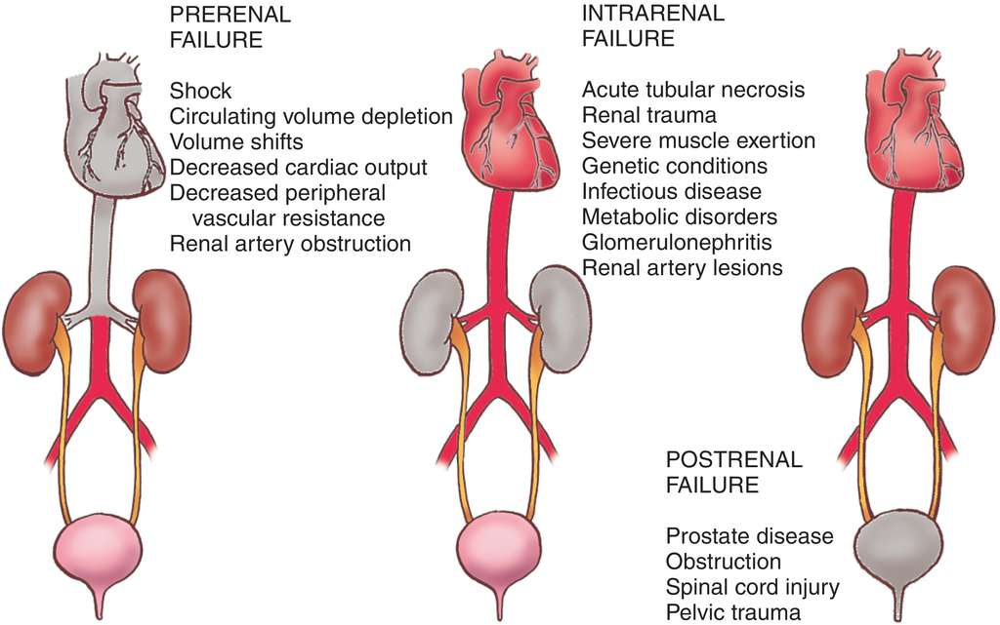 PRERENAL
FAILURE
Shock
Circulating volume depletion
Volume shifts
Decreased cardiac output
Decreased peripheral
vascular resistance
Renal artery obstruction
INTRARENAL
FAILURE
Acute tubular necrosis
Renal trauma
Severe muscle exertion
Genetic conditions
Infectious disease
Metabolic disorders
Glomerulonephritis
Renal artery lesions
POSTRENAL
FAILURE
Prostate disease
Obstruction
Spinal cord injury
Pelvic trauma